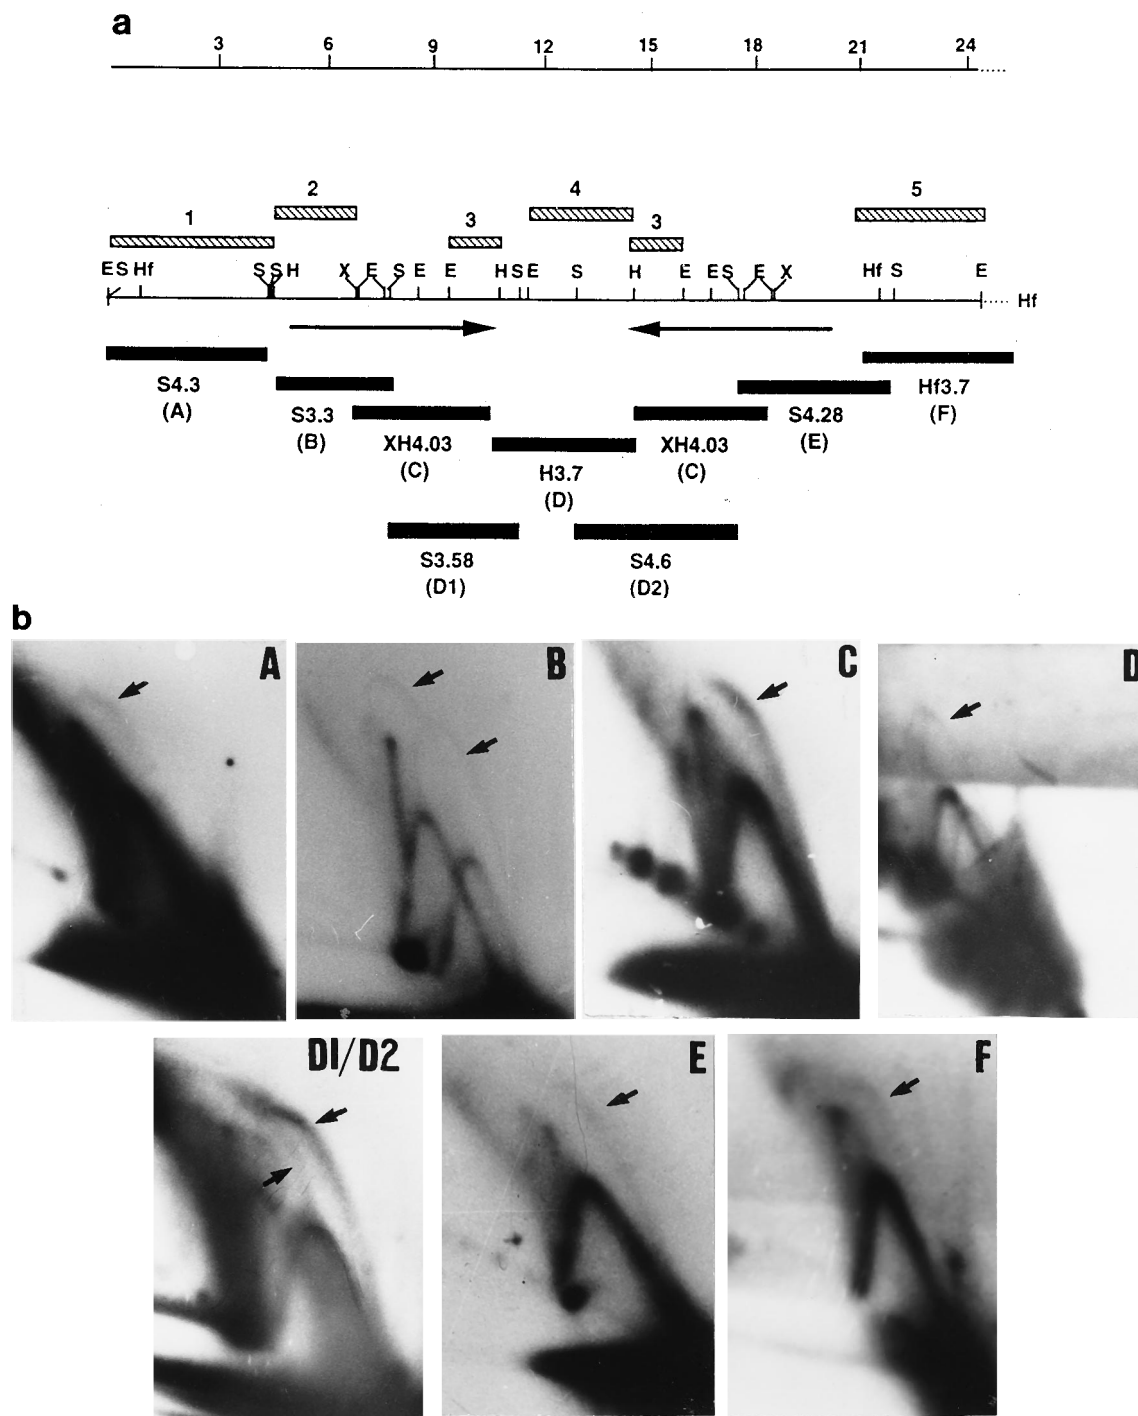 a
3 6 9 12 15 18 21 24
2 4 5
1 3 3
E S Hf S S H X E S E E H S E S H E E S E X Hf S E
Hf
S4.3
(A)
S3.3
(B)
XH4.03
(C)
H3.7
(D)
XH4.03
(C)
S4.28
(E)
Hf3.7
(F)
S3.58
(D1)
S4.6
(D2)
b
A B C D
D1/D2 E F